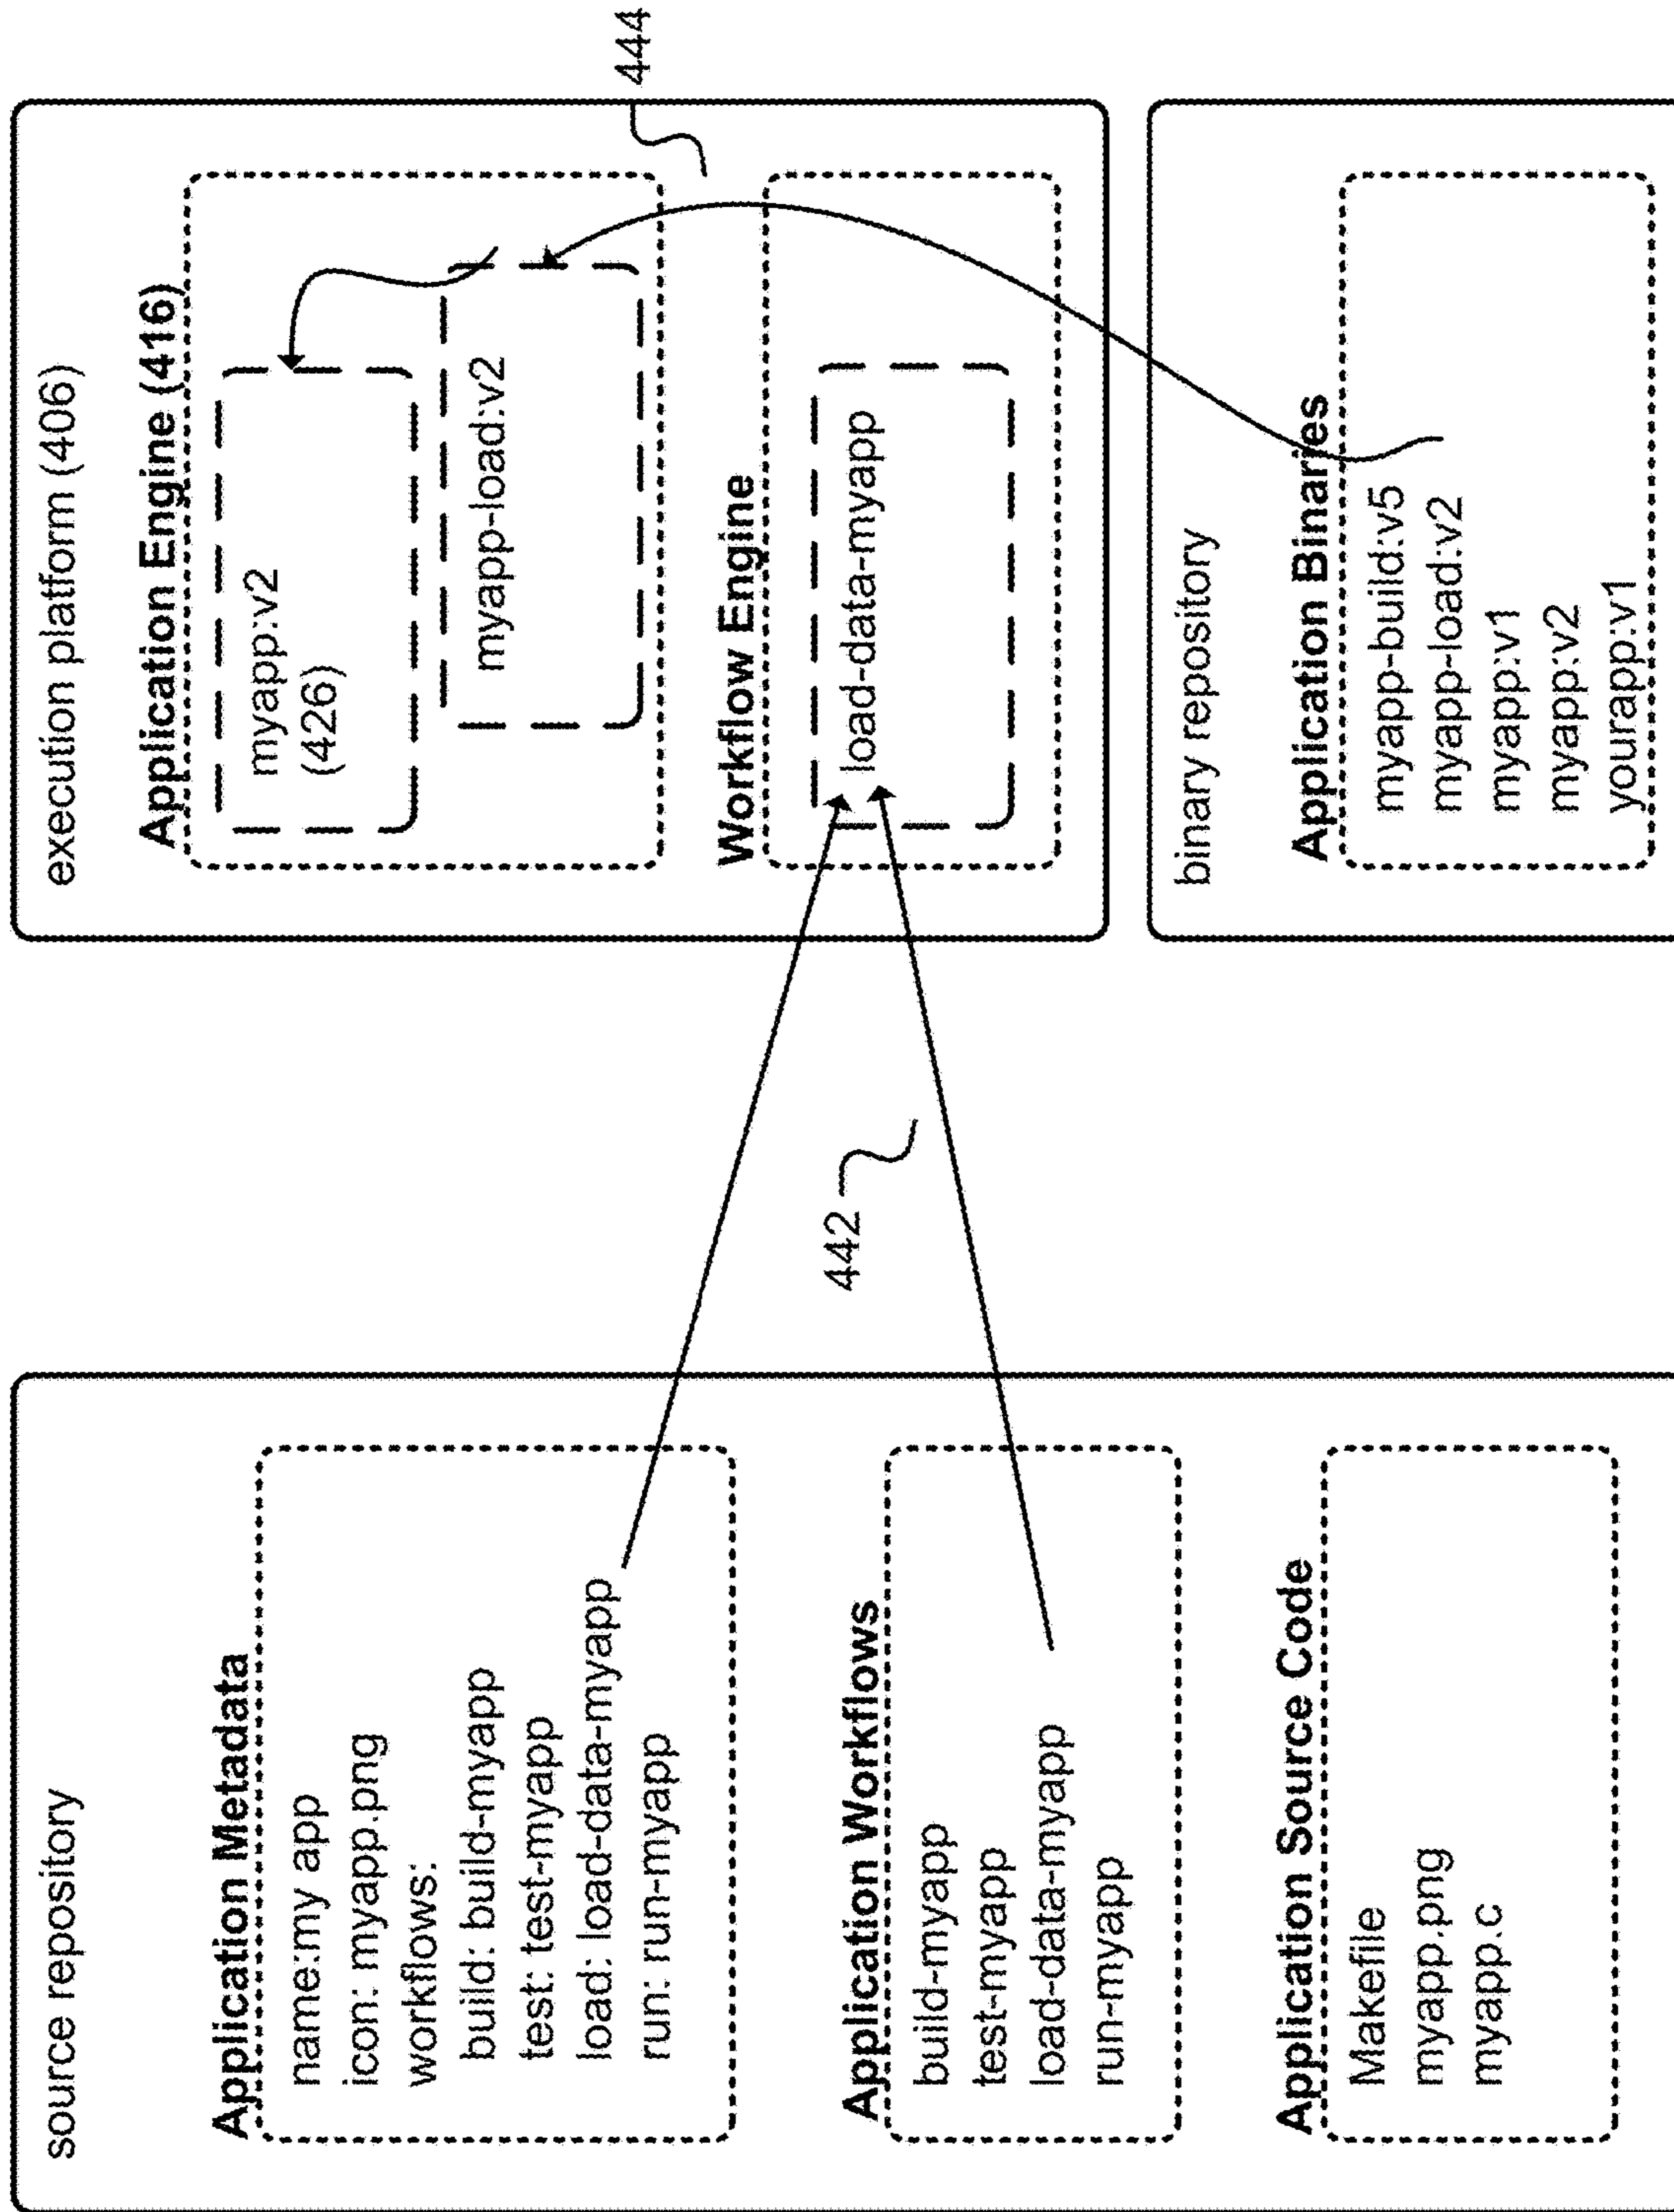 source repository
Application Metadata
name:my app
icon: myapp.png
workflows:
build: build-myapp
test: test-myapp
load: load-data-myapp
run: run-myapp
Application Workflows
build-myapp
test-myapp
load-data-myapp
run-myapp
Application Source Code
Makefile
myapp.png
myapp.c
442
execution platform (406)
Application Engine (416)
myapp:v2
(426)
myapp-load:v2
444
Workflow Engine
load-data-myapp
binary repository
Application Binaries
myapp-build:v5
myapp-load:v2
myapp:v1
myapp:v2
yourapp:v1